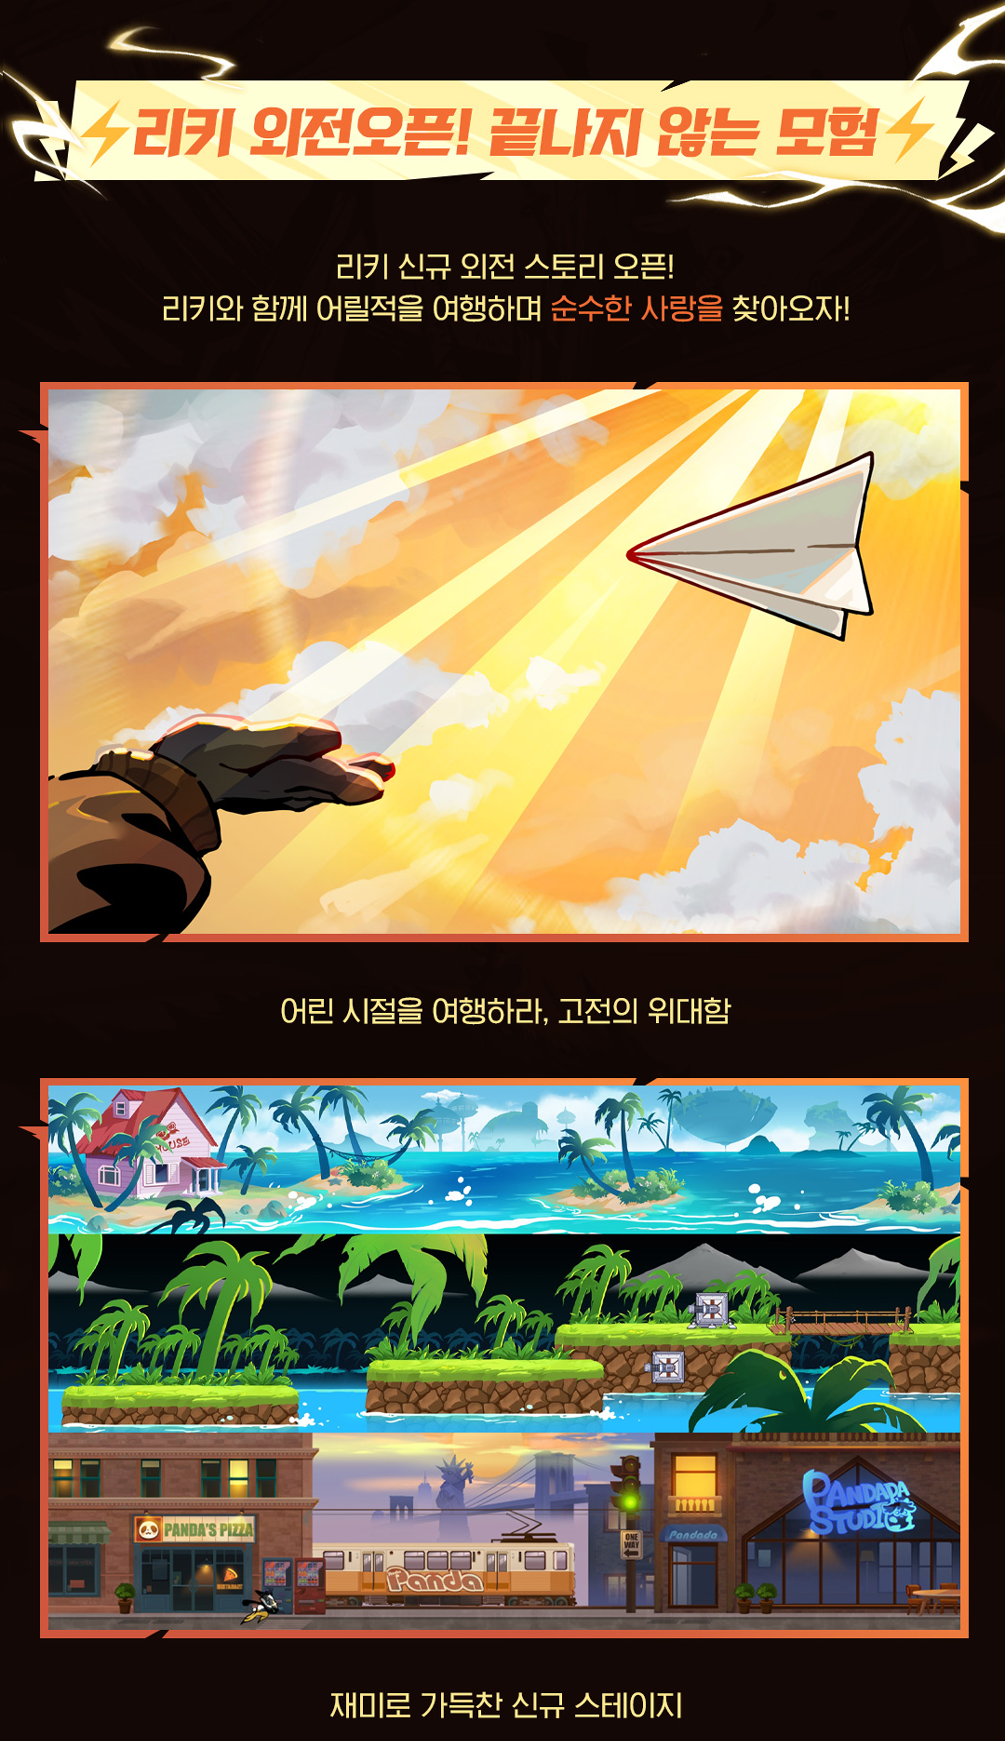 리키 외전오픈! 끝나지 않는 모험
리키 신규 외전 스토리 오픈!
리키와 함께 어릴적을 여행하며 순수한 사랑을 찾아오자!
어린 시절을 여행하라, 고전의 위대함
HOUSE
PANDA'S PIZZA
RESTAURANT
Panda
ONE
WAY
Pandada
PANDADA
STUDIO
재미로 가득찬 신규 스테이지